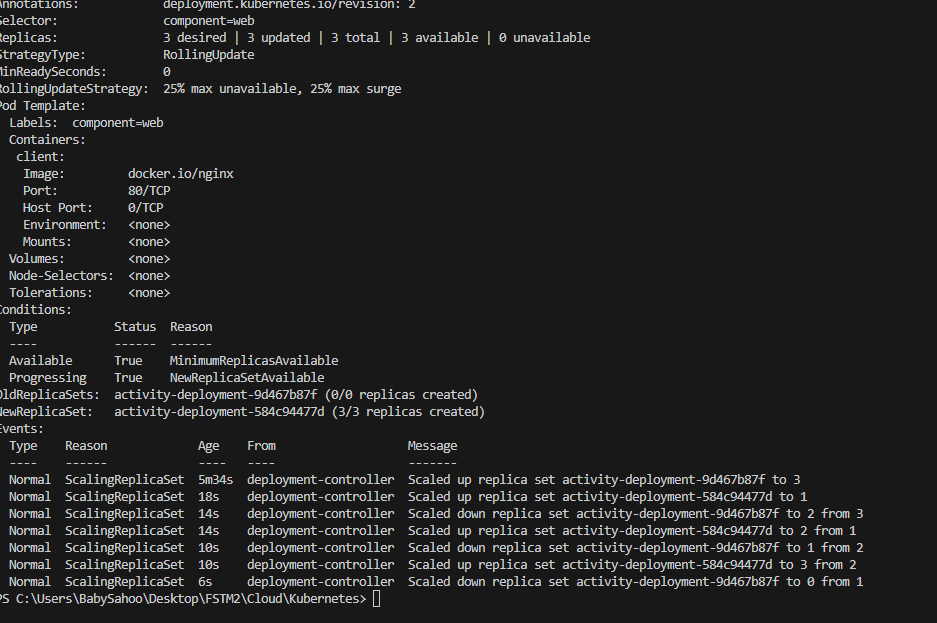 Annotations:            deployment.kubernetes.io/revision: 2
Selector:               component=web
Replicas:               3 desired | 3 updated | 3 total | 3 available | 0 unavailable
StrategyType:           RollingUpdate
MinReadySeconds:        0
RollingUpdateStrategy:  25% max unavailable, 25% max surge
Pod Template:
  Labels:  component=web
  Containers:
   client:
    Image:         docker.io/nginx
    Port:          80/TCP
    Host Port:     0/TCP
    Environment:   <none>
    Mounts:        <none>
  Volumes:         <none>
  Node-Selectors:  <none>
  Tolerations:     <none>
Conditions:
  Type           Status  Reason
  ----           ------  ------
  Available      True    MinimumReplicasAvailable
  Progressing    True    NewReplicaSetAvailable
OldReplicaSets:  activity-deployment-9d467b87f (0/0 replicas created)
NewReplicaSet:   activity-deployment-584c94477d (3/3 replicas created)
Events:
  Type    Reason             Age    From                   Message
  ----    ------             ----   ----                   -------
  Normal  ScalingReplicaSet  5m34s  deployment-controller  Scaled up replica set activity-deployment-9d467b87f to 3
  Normal  ScalingReplicaSet  18s    deployment-controller  Scaled up replica set activity-deployment-584c94477d to 1
  Normal  ScalingReplicaSet  14s    deployment-controller  Scaled down replica set activity-deployment-9d467b87f to 2 from 3
  Normal  ScalingReplicaSet  14s    deployment-controller  Scaled up replica set activity-deployment-584c94477d to 2 from 1
  Normal  ScalingReplicaSet  10s    deployment-controller  Scaled down replica set activity-deployment-9d467b87f to 1 from 2
  Normal  ScalingReplicaSet  10s    deployment-controller  Scaled up replica set activity-deployment-584c94477d to 3 from 2
  Normal  ScalingReplicaSet  6s     deployment-controller  Scaled down replica set activity-deployment-9d467b87f to 0 from 1
PS C:\Users\BabySahoo\Desktop\FSTM2\Cloud\Kubernetes>